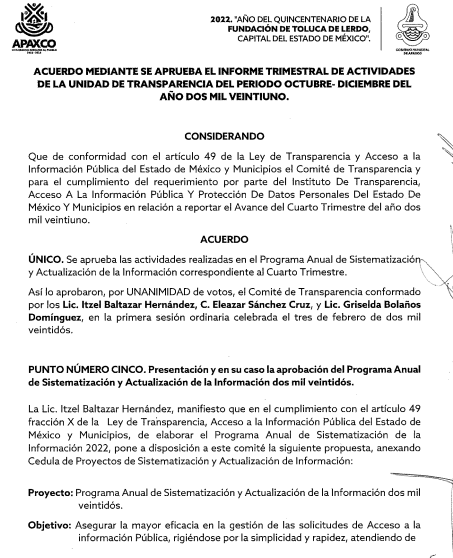 2022. "AÑO DEL QUINCENTENARIO DE LA
FUNDACIÓN DE TOLUCA DE LERDO,
CAPITAL DEL ESTADO DE MÉXICO".
APAXCO
ACUERDO MEDIANTE SE APRUEBA EL INFORME TRIMESTRAL DE ACTIVIDADES
DE LA UNIDAD DE TRANSPARENCIA DEL PERIODO OCTUBRE- DICIEMBRE DEL
AÑO DOS MIL VEINTIUNO.
CONSIDERANDO
Que de conformidad con el artículo 49 de la Ley de Transparencia y Acceso a la
Información Pública del Estado de México y Municipios el Comité de Transparencia y
para el cumplimiento del requerimiento por parte del Instituto De Transparencia,
Acceso A La Información Pública Y Protección De Datos Personales Del Estado De
México Y Municipios en relación a reportar el Avance del Cuarto Trimestre del año dos
mil veintiuno.
ACUERDO
ÚNICO. Se aprueba las actividades realizadas en el Programa Anual de Sistematización
y Actualización de la Información correspondiente al Cuarto Trimestre.
Así lo aprobaron, por UNANIMIDAD de votos, el Comité de Transparencia conformado
por los Lic. Itzel Baltazar Hernández, C. Eleazar Sánchez Cruz, y Lic. Griselda Bolaños
Domínguez, en la primera sesión ordinaria celebrada el tres de febrero de dos mil
veintidós.
PUNTO NÚMERO CINCO. Presentación y en su caso la aprobación del Programa Anual
de Sistematización y Actualización de la Información dos mil veintidós.
La Lic. Itzel Baltazar Hernández, manifiesto que en el cumplimiento con el artículo 49
fracción X de la Ley de Transparencia, Acceso a la Información Pública del Estado de
México y Municipios, de elaborar el Programa Anual de Sistematización de la
Información 2022, pone a disposición a este comité la siguiente propuesta, anexando
Cedula de Proyectos de Sistematización y Actualización de Información:
Proyecto: Programa Anual de Sistematización y Actualización de la Información dos mil
veintidós.
Objetivo: Asegurar la mayor eficacia en la gestión de las solicitudes de Acceso a la
información Pública, rigiéndose por la simplicidad y rapidez, atendiendo de